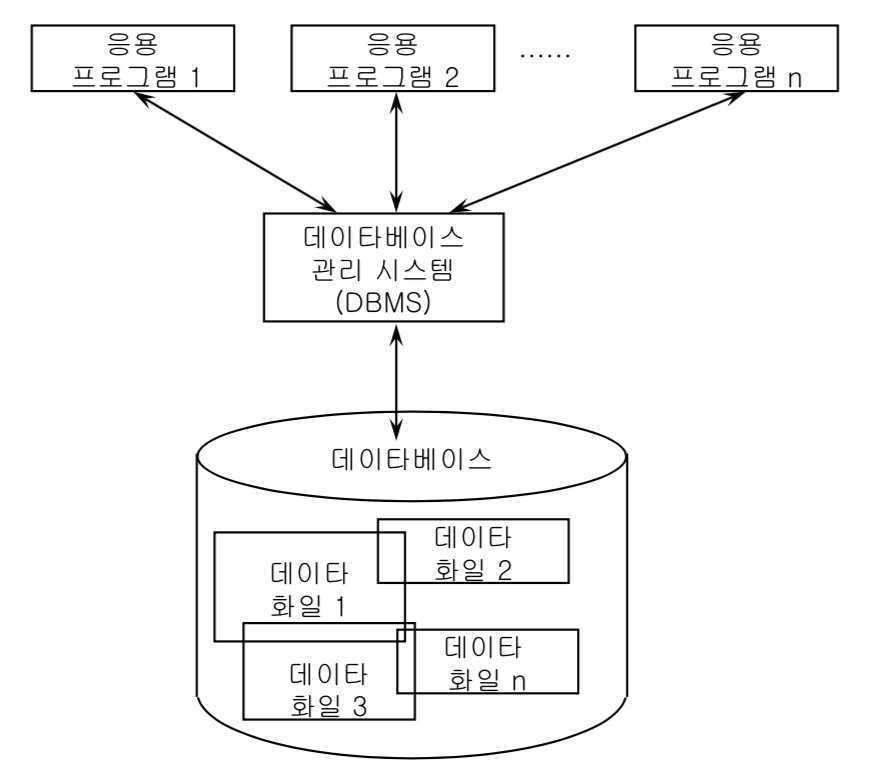 응용
프로그램 1
응용
프로그램 2
......
응용
프로그램 n
데이타베이스
관리 시스템
(DBMS)
데이타베이스
데이타
화일 1
데이타
화일 2
데이타
화일 3
데이타
화일 n